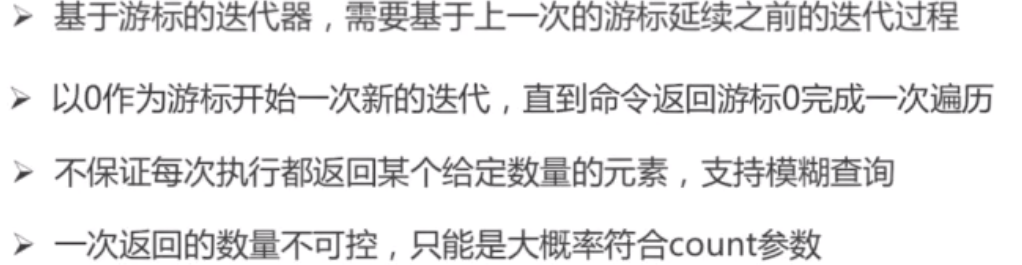 ➢ 基于游标的迭代器，需要基于上一次的游标延续之前的迭代过程
➢ 以0作为游标开始一次新的迭代，直到命令返回游标0完成一次遍历
➢ 不保证每次执行都返回某个给定数量的元素，支持模糊查询
➢ 一次返回的数量不可控，只能是大概率符合count参数